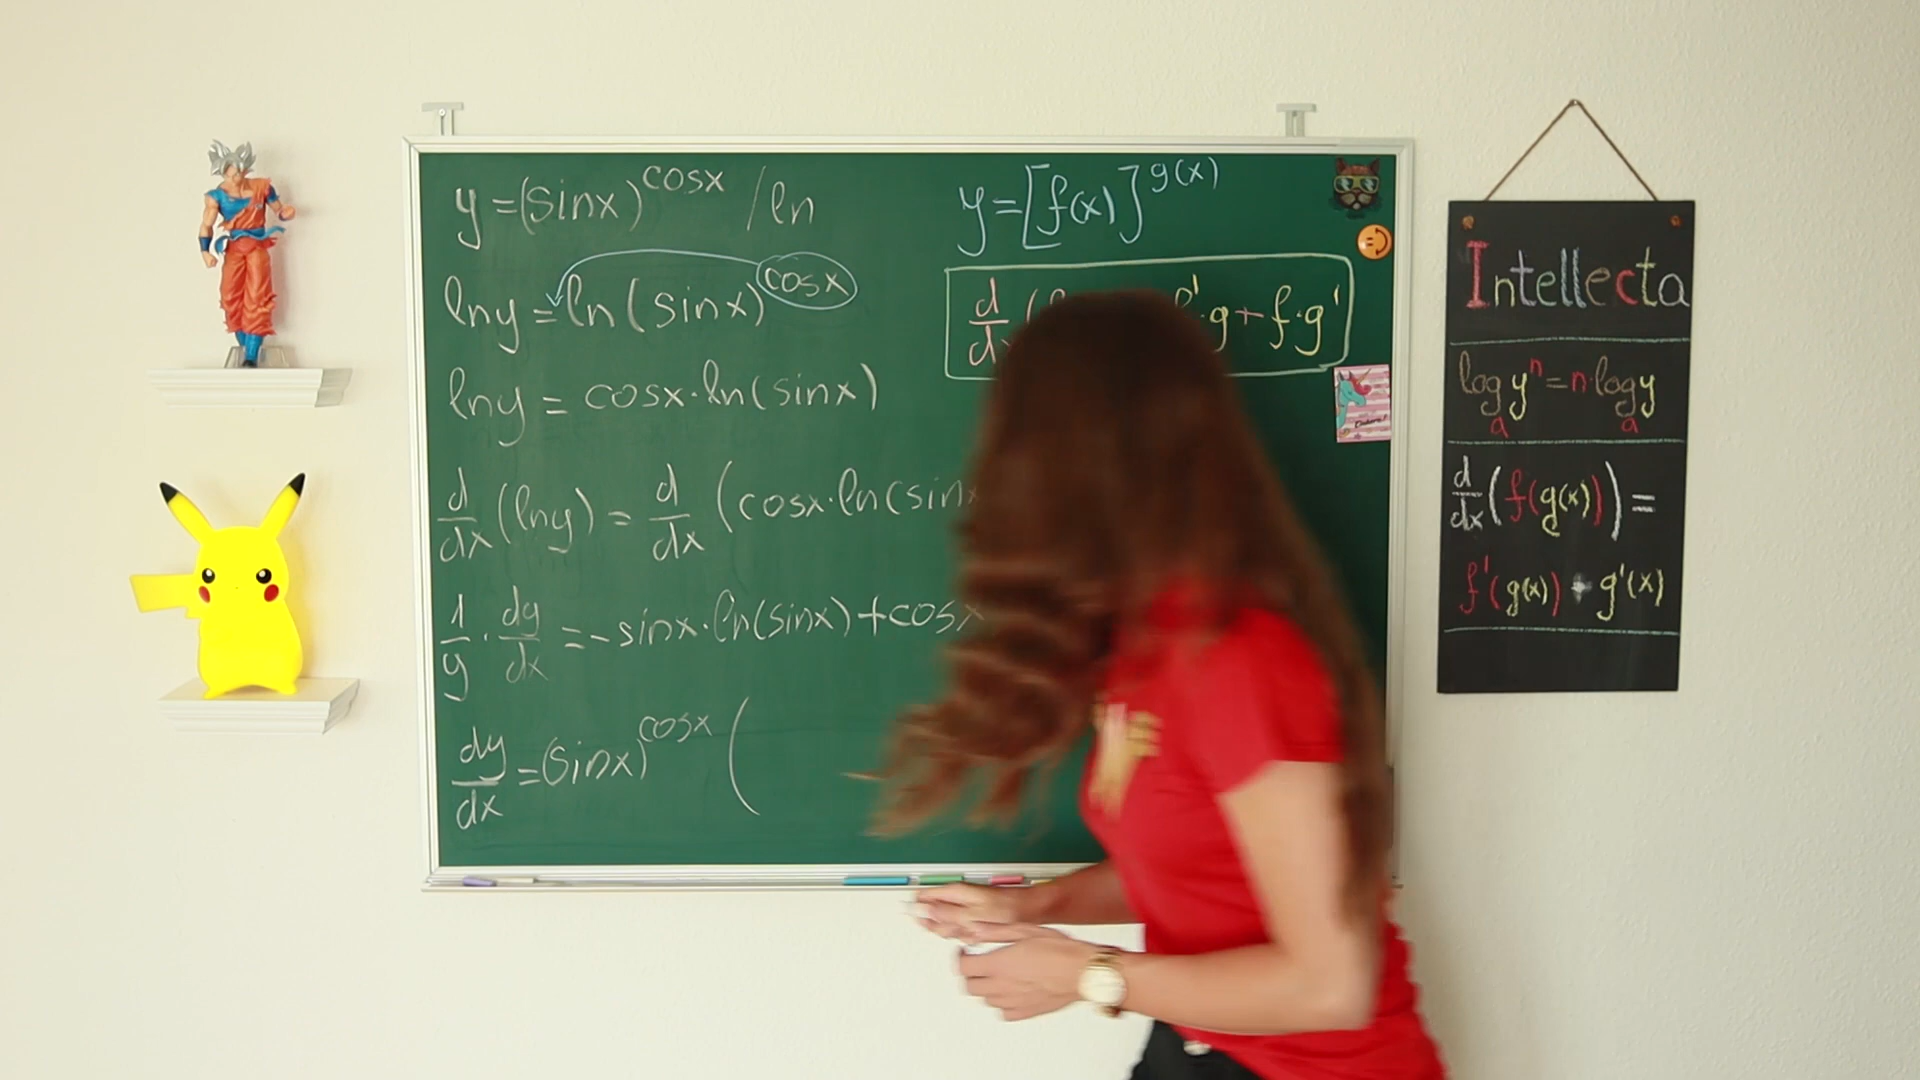 y=(sinx)^cosx /ln
lny=ln(sinx)^cosx
lny = cosx·ln(sinx)
d/dx (lny) = d/dx (cosx·ln(sinx
1/y · dy/dx = -sinx·ln(sinx)+cosx
dy/dx =(sinx)^cosx (
y=[f(x)]^g(x)
d/d f'·g+f·g'
Intellecta
log_a y^n = n·log_a y
d/dx (f(g(x)))=
f'(g(x)) · g'(x)